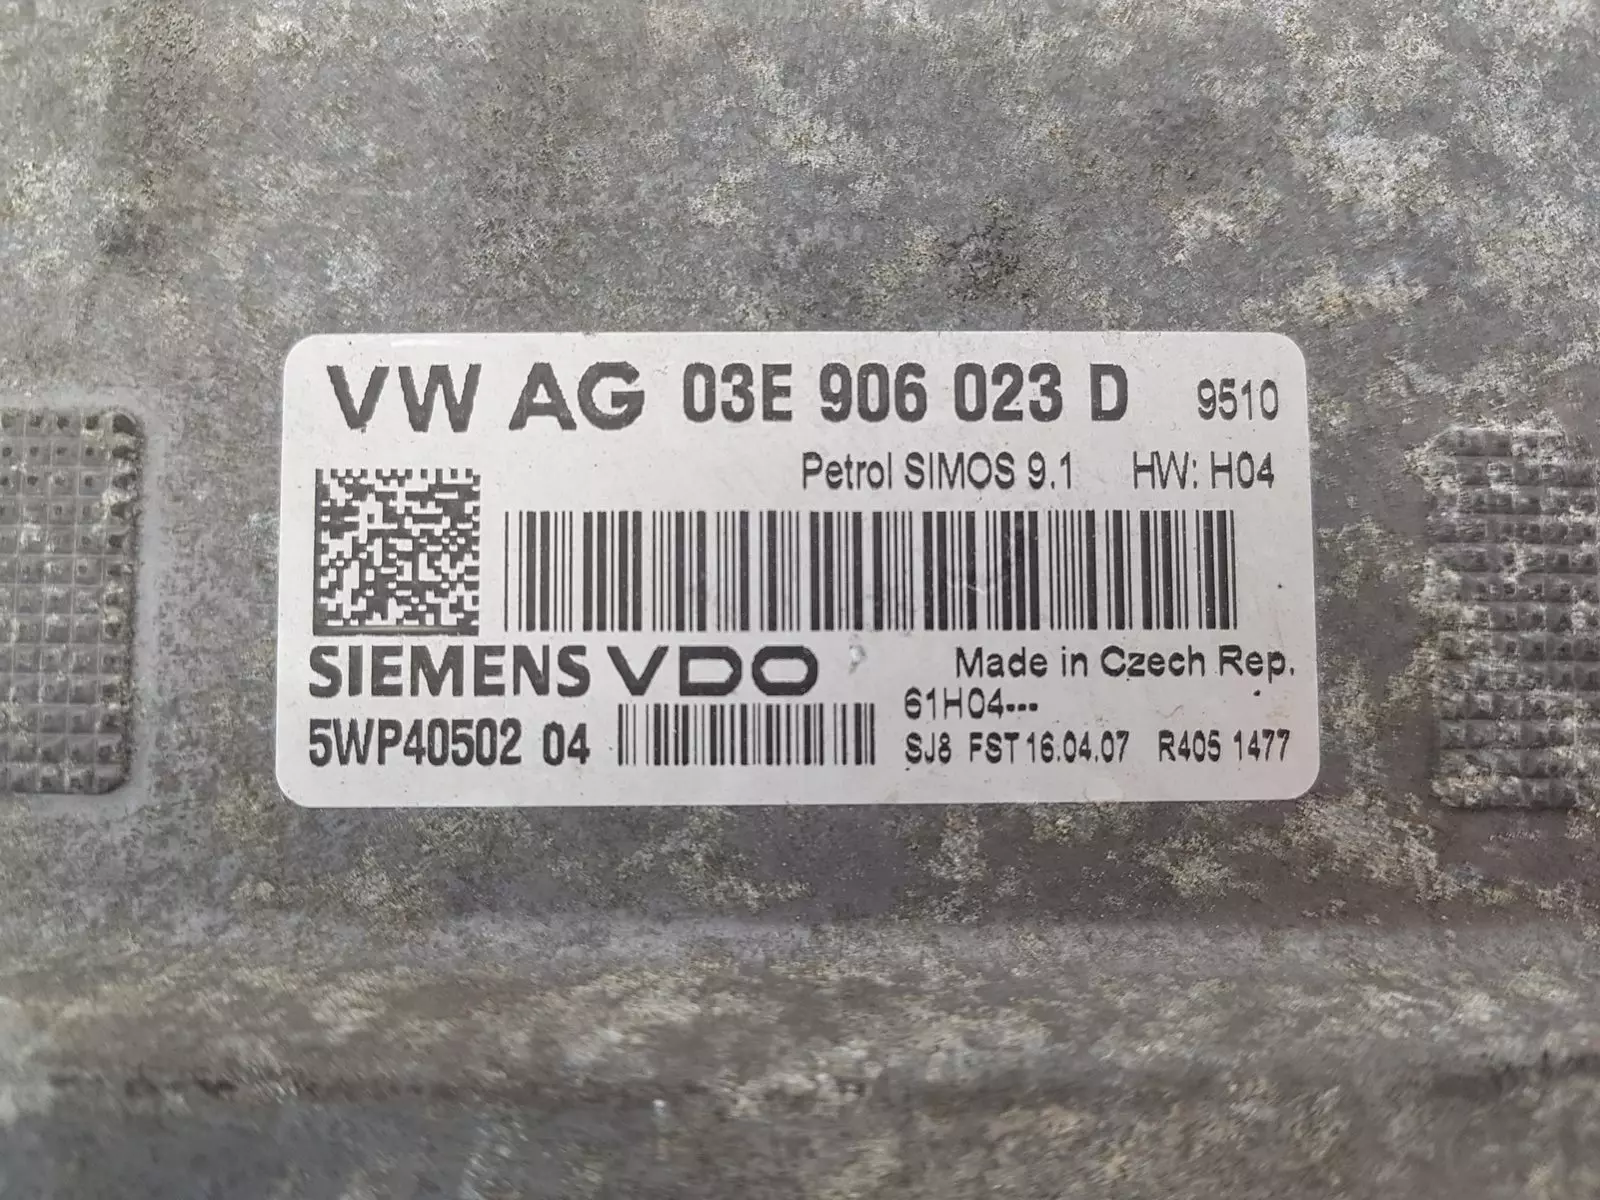 VW AG 03E 906 023 D 9510
Petrol SIMOS 9.1 HW: H04
SIEMENS VDO Made in Czech Rep.
61H04---
5WP40502 04 SJ8 FST 16.04.07 R405 1477